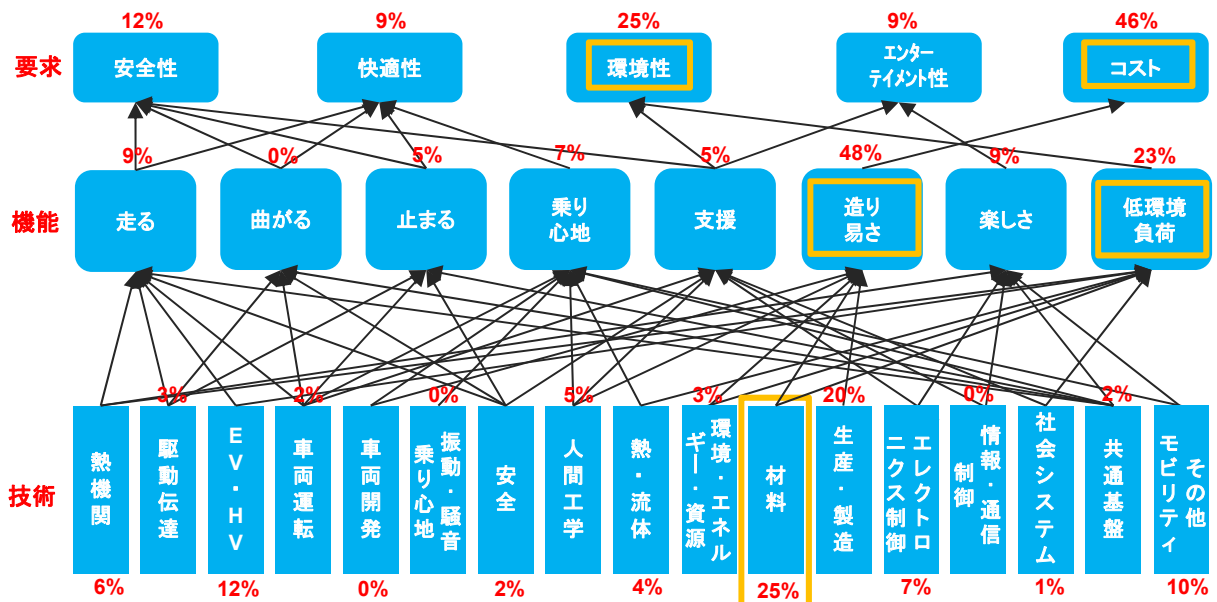 12%
9%
25%
9%
46%
要求
安全性
快適性
環境性
エンター
テイメント性
コスト
9%
0%
5%
7%
5%
48%
9%
23%
機能
走る
曲がる
止まる
乗り
心地
支援
造り
易さ
楽しさ
低環境
負荷
3%
2%
0%
5%
3%
20%
0%
2%
技術
熱機関
駆動伝達
EV・HV
車両運転
車両開発
振動・騒音
乗り心地
安全
人間工学
熱・流体
環境・エネル
ギー・資源
材料
生産・製造
エレクトロ
ニクス制御
情報・通信
制御
社会システム
共通基盤
その他
モビリティ
6%
12%
0%
2%
4%
25%
7%
1%
10%